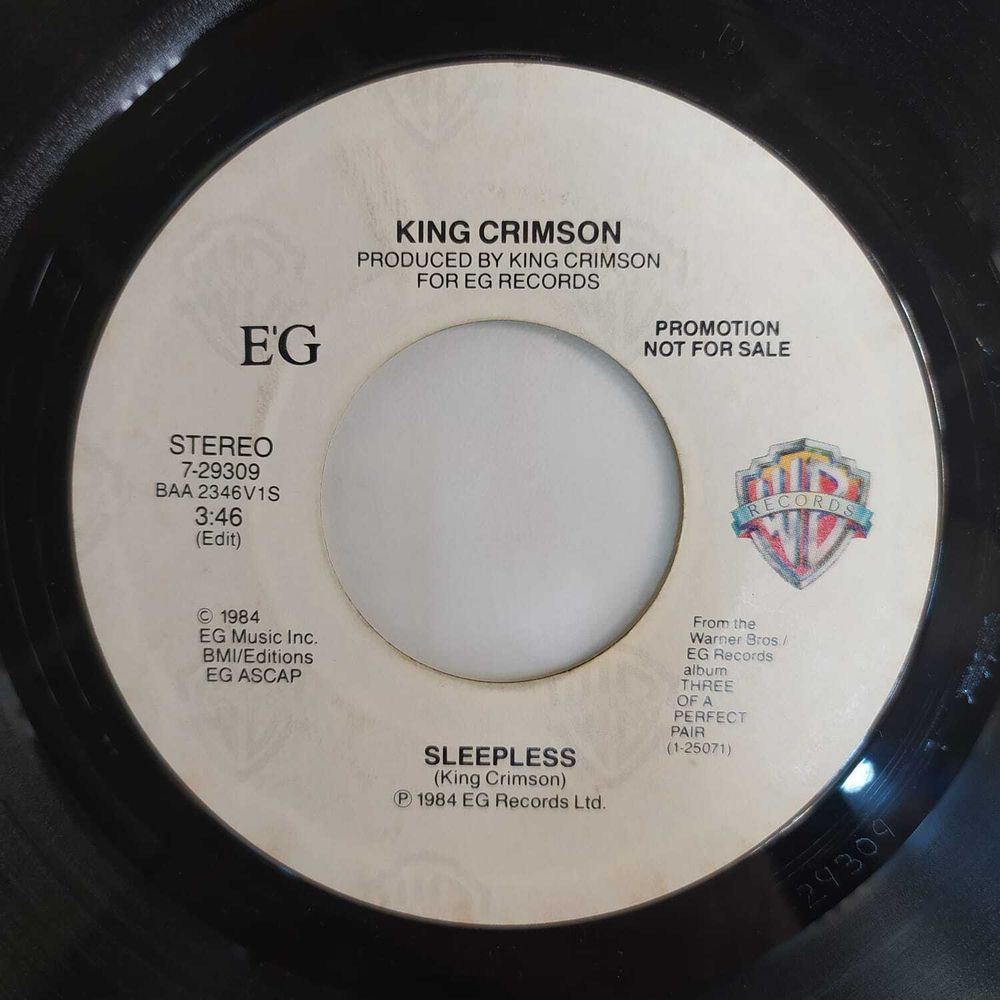 KING CRIMSON
PRODUCED BY KING CRIMSON
FOR EG RECORDS
E'G
PROMOTION
NOT FOR SALE
STEREO
7-29309
BAA 2346V1S
3:46
(Edit)
WB
RECORDS
© 1984
EG Music Inc.
BMI/Editions
EG ASCAP
From the
Warner Bros./
EG Records
album
THREE
OF A
PERFECT
PAIR
(1-25071)
SLEEPLESS
(King Crimson)
℗ 1984 EG Records Ltd.
29309